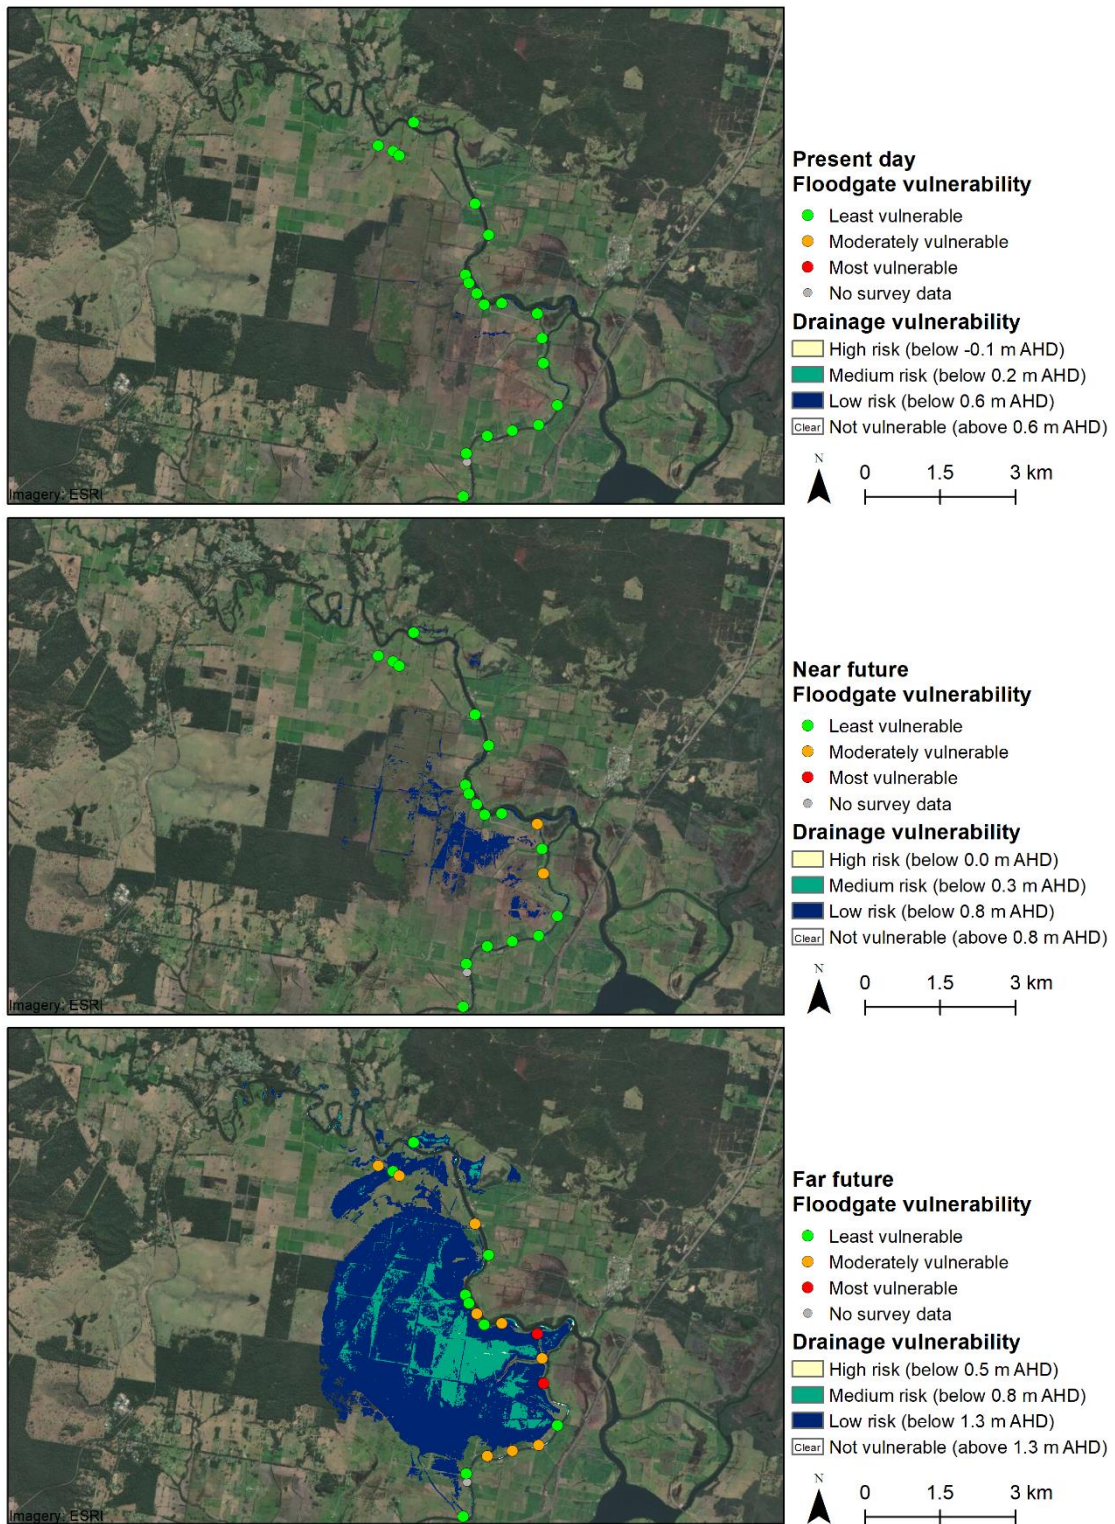 Present day
Floodgate vulnerability
Least vulnerable
Moderately vulnerable
Most vulnerable
No survey data
Drainage vulnerability
High risk (below -0.1 m AHD)
Medium risk (below 0.2 m AHD)
Low risk (below 0.6 m AHD)
Clear Not vulnerable (above 0.6 m AHD)
N
0 1.5 3 km
Imagery: ESRI
Near future
Floodgate vulnerability
Least vulnerable
Moderately vulnerable
Most vulnerable
No survey data
Drainage vulnerability
High risk (below 0.0 m AHD)
Medium risk (below 0.3 m AHD)
Low risk (below 0.8 m AHD)
Clear Not vulnerable (above 0.8 m AHD)
N
0 1.5 3 km
Imagery: ESRI
Far future
Floodgate vulnerability
Least vulnerable
Moderately vulnerable
Most vulnerable
No survey data
Drainage vulnerability
High risk (below 0.5 m AHD)
Medium risk (below 0.8 m AHD)
Low risk (below 1.3 m AHD)
Clear Not vulnerable (above 1.3 m AHD)
N
0 1.5 3 km
Imagery: ESRI